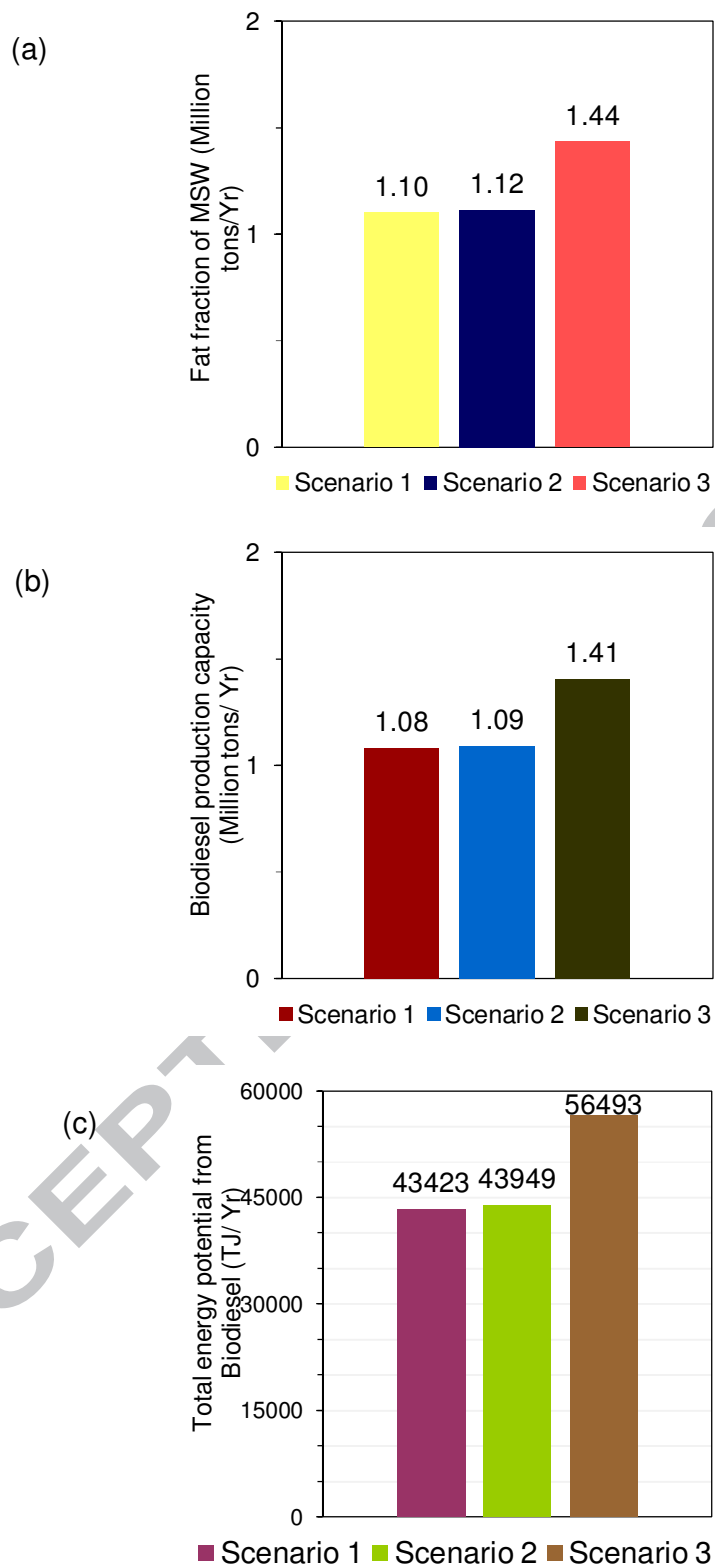 (a)
Fat fraction of MSW (Million
tons/Yr)
2
1
0
1.10
1.12
1.44
Scenario 1 Scenario 2 Scenario 3
(b)
Biodiesel production capacity
(Million tons/ Yr)
2
1
0
1.08
1.09
1.41
Scenario 1 Scenario 2 Scenario 3
(c)
Total energy potential from
Biodiesel (TJ/ Yr)
60000
45000
30000
15000
0
43423
43949
56493
Scenario 1 Scenario 2 Scenario 3
CEPT